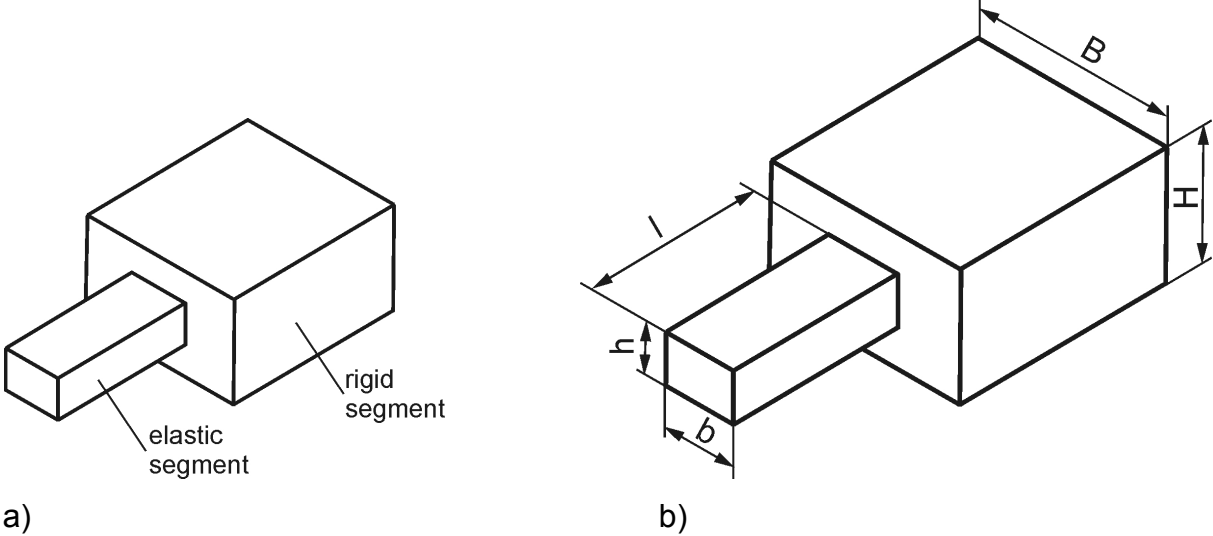 rigid
segment
elastic
segment
a)
B
H
l
h
b
b)